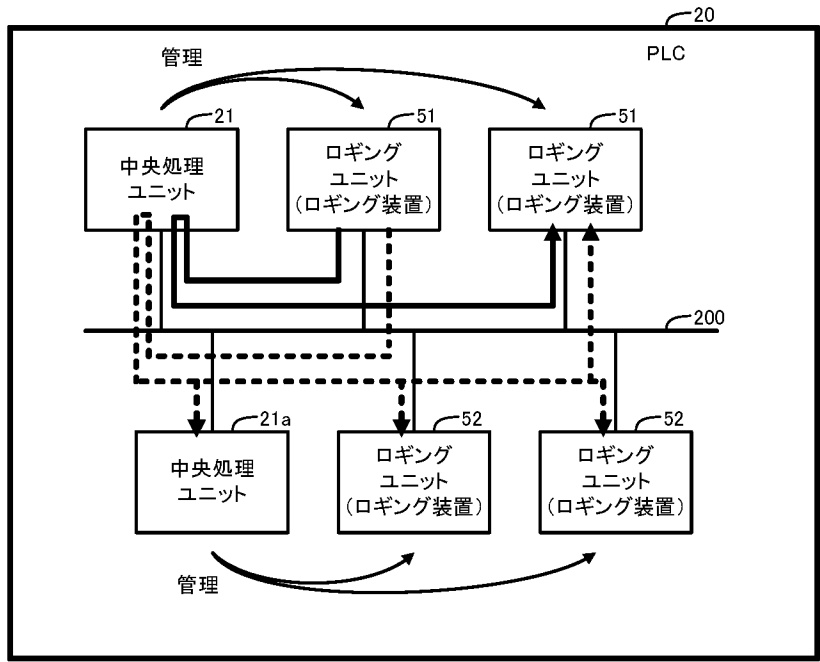 20
PLC
管理
21
中央処理
ユニット
51
ロギング
ユニット
(ロギング装置)
51
ロギング
ユニット
(ロギング装置)
200
21a
中央処理
ユニット
52
ロギング
ユニット
(ロギング装置)
52
ロギング
ユニット
(ロギング装置)
管理